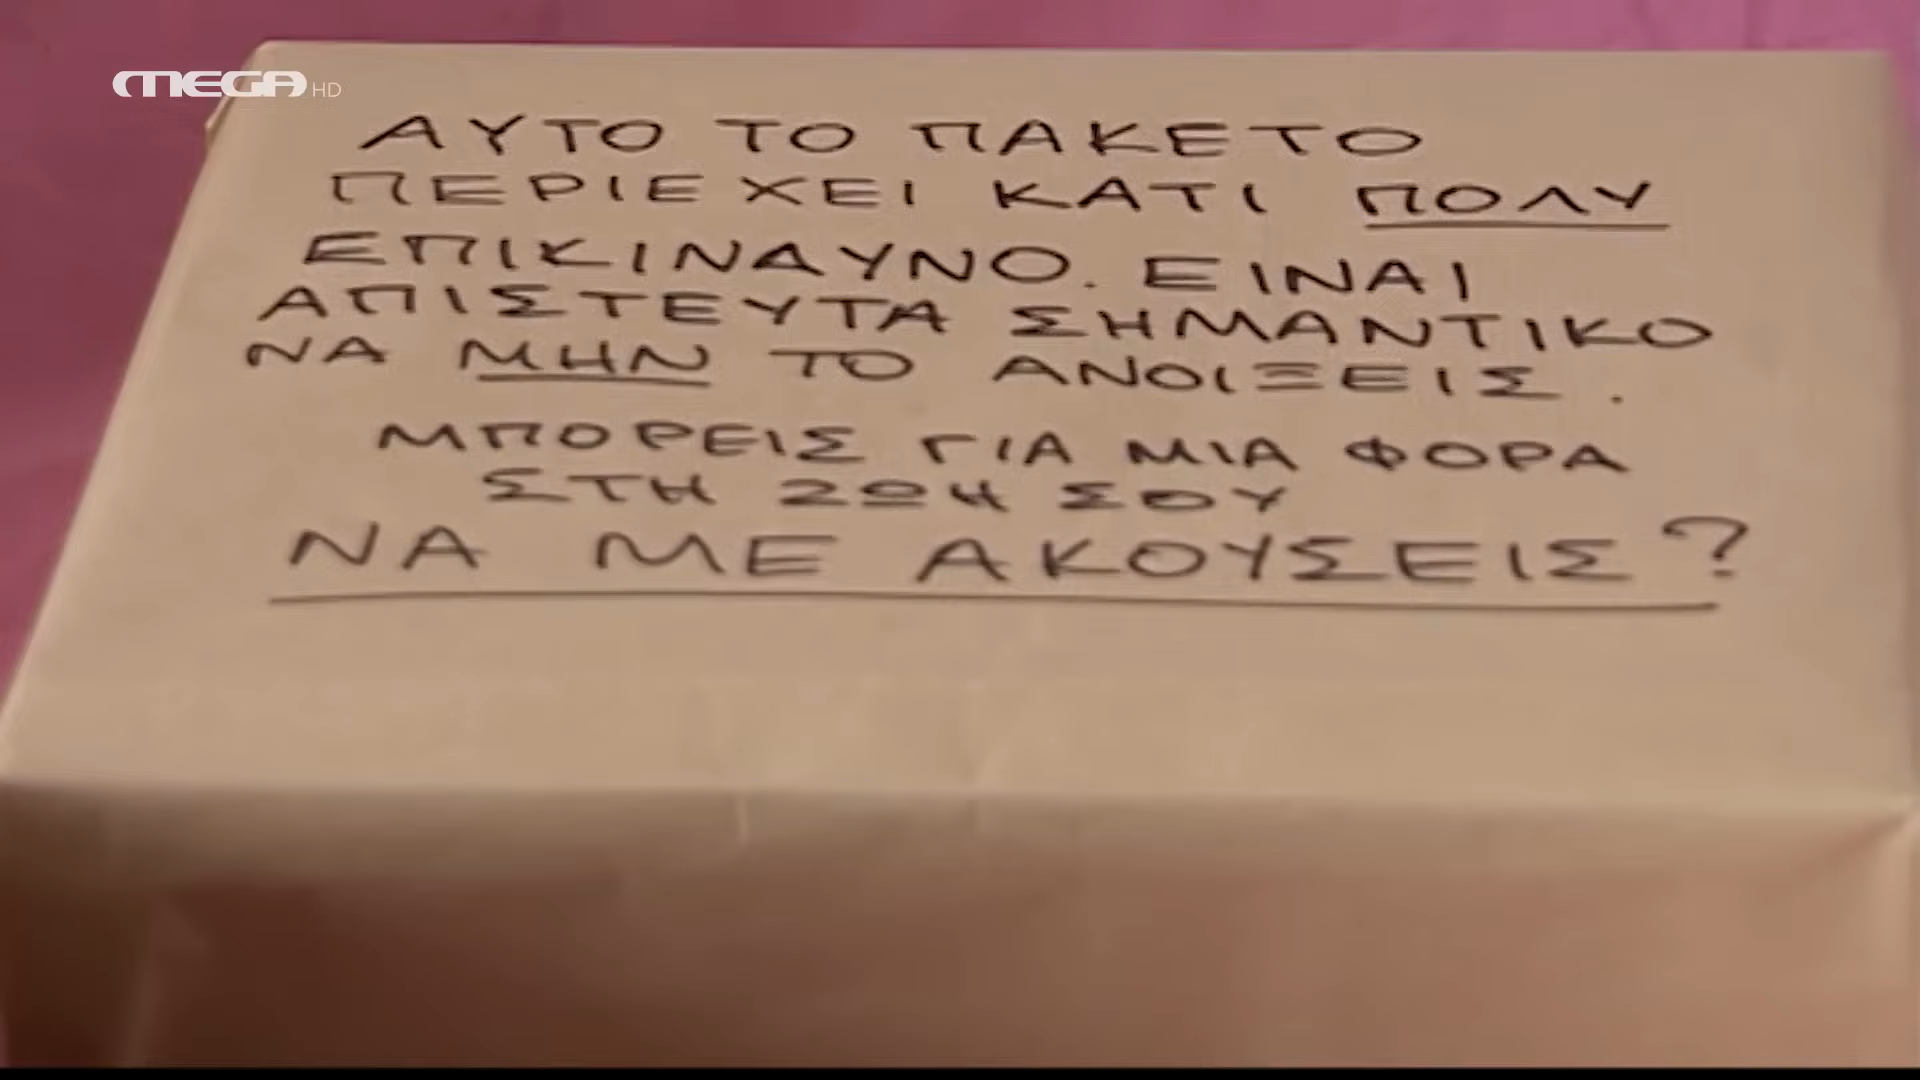 MEGA HD
ΑΥΤΟ ΤΟ ΠΑΚΕΤΟ
ΠΕΡΙΕΧΕΙ ΚΑΤΙ ΠΟΛΥ
ΕΠΙΚΙΝΔΥΝΟ. ΕΙΝΑΙ
ΑΠΙΣΤΕΥΤΑ ΣΗΜΑΝΤΙΚΟ
ΝΑ ΜΗΝ ΤΟ ΑΝΟΙΞΕΙΣ.
ΜΠΟΡΕΙΣ ΓΙΑ ΜΙΑ ΦΟΡΑ
ΣΤΗ ΖΩΗ ΣΟΥ
ΝΑ ΜΕ ΑΚΟΥΣΕΙΣ?